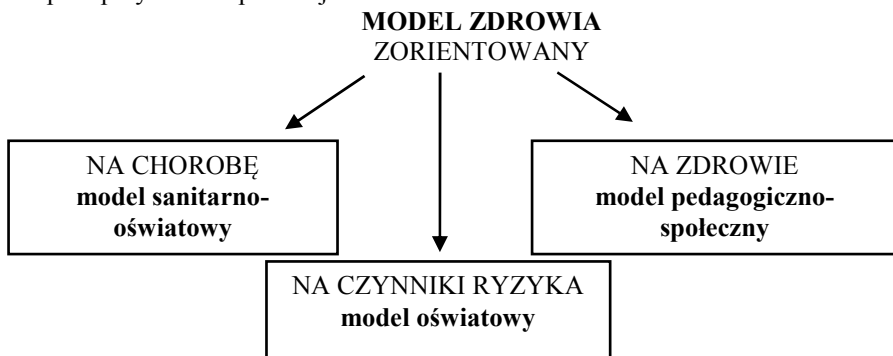 MODEL ZDROWIA
ZORIENTOWANY
NA CHOROBĘ
model sanitarno-
oświatowy
NA ZDROWIE
model pedagogiczno-
społeczny
NA CZYNNIKI RYZYKA
model oświatowy